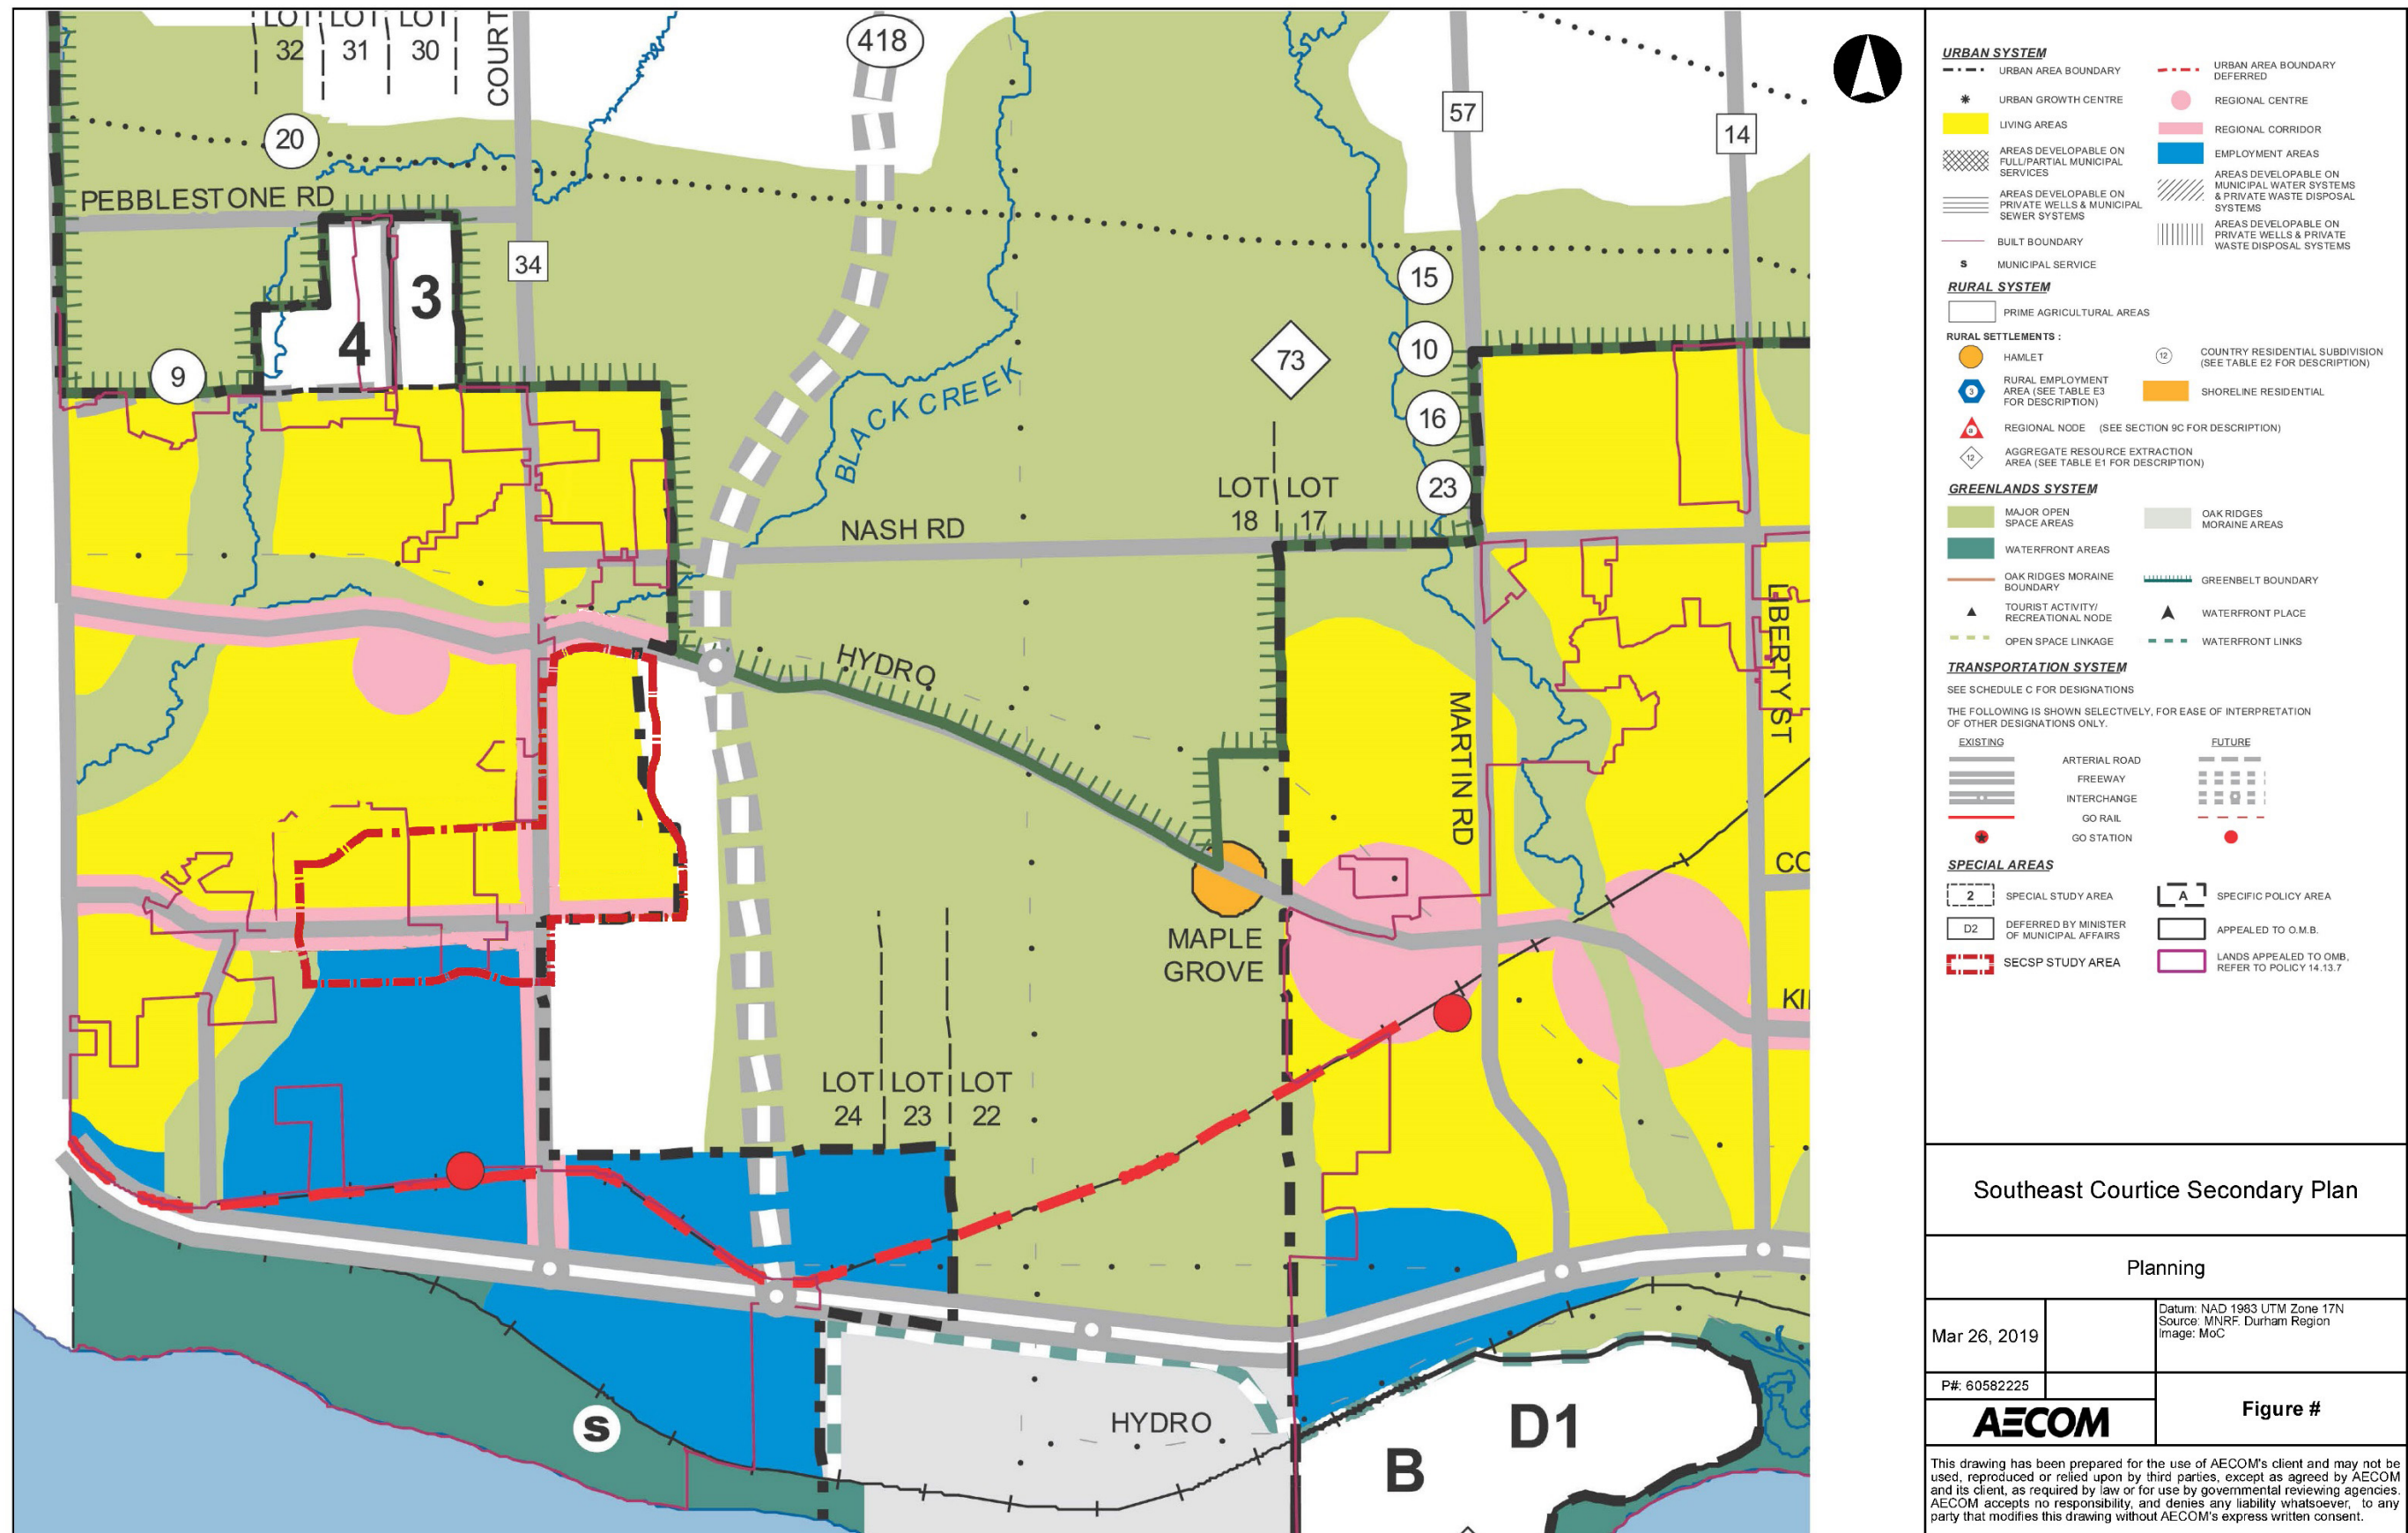 LOT LOT LOT
32 31 30
COURT
418
57
14
20
PEBBLESTONE RD
34
3
4
9
15
10
16
23
73
BLACK CREEK
LOT LOT
18 17
NASH RD
HYDRO
MARTIN RD
LIBERTY ST
CO
MAPLE
GROVE
KI
LOT LOT LOT
24 23 22
S
HYDRO
D1
B
URBAN SYSTEM
URBAN AREA BOUNDARY
URBAN AREA BOUNDARY
DEFERRED
URBAN GROWTH CENTRE
REGIONAL CENTRE
LIVING AREAS
REGIONAL CORRIDOR
AREAS DEVELOPABLE ON
FULL/PARTIAL MUNICIPAL
SERVICES
EMPLOYMENT AREAS
AREAS DEVELOPABLE ON
MUNICIPAL WATER SYSTEMS
& PRIVATE WASTE DISPOSAL
SYSTEMS
AREAS DEVELOPABLE ON
PRIVATE WELLS & MUNICIPAL
SEWER SYSTEMS
AREAS DEVELOPABLE ON
PRIVATE WELLS & PRIVATE
WASTE DISPOSAL SYSTEMS
BUILT BOUNDARY
S MUNICIPAL SERVICE
RURAL SYSTEM
PRIME AGRICULTURAL AREAS
RURAL SETTLEMENTS :
HAMLET
12 COUNTRY RESIDENTIAL SUBDIVISION
(SEE TABLE E2 FOR DESCRIPTION)
3 RURAL EMPLOYMENT
AREA (SEE TABLE E3
FOR DESCRIPTION)
SHORELINE RESIDENTIAL
REGIONAL NODE (SEE SECTION 9C FOR DESCRIPTION)
12 AGGREGATE RESOURCE EXTRACTION
AREA (SEE TABLE E1 FOR DESCRIPTION)
GREENLANDS SYSTEM
MAJOR OPEN
SPACE AREAS
OAK RIDGES
MORAINE AREAS
WATERFRONT AREAS
OAK RIDGES MORAINE
BOUNDARY
GREENBELT BOUNDARY
TOURIST ACTIVITY/
RECREATIONAL NODE
WATERFRONT PLACE
OPEN SPACE LINKAGE
WATERFRONT LINKS
TRANSPORTATION SYSTEM
SEE SCHEDULE C FOR DESIGNATIONS
THE FOLLOWING IS SHOWN SELECTIVELY, FOR EASE OF INTERPRETATION
OF OTHER DESIGNATIONS ONLY.
EXISTING FUTURE
ARTERIAL ROAD
FREEWAY
INTERCHANGE
GO RAIL
GO STATION
SPECIAL AREAS
2 SPECIAL STUDY AREA
A SPECIFIC POLICY AREA
D2 DEFERRED BY MINISTER
OF MUNICIPAL AFFAIRS
APPEALED TO O.M.B.
SECSP STUDY AREA
LANDS APPEALED TO OMB,
REFER TO POLICY 14.13.7
Southeast Courtice Secondary Plan
Planning
Mar 26, 2019
Datum: NAD 1983 UTM Zone 17N
Source: MNRF. Durham Region
Image: MoC
P#: 60582225
AECOM
Figure #
This drawing has been prepared for the use of AECOM's client and may not be
used, reproduced or relied upon by third parties, except as agreed by AECOM
and its client, as required by law or for use by governmental reviewing agencies.
AECOM accepts no responsibility, and denies any liability whatsoever, to any
party that modifies this drawing without AECOM's express written consent.